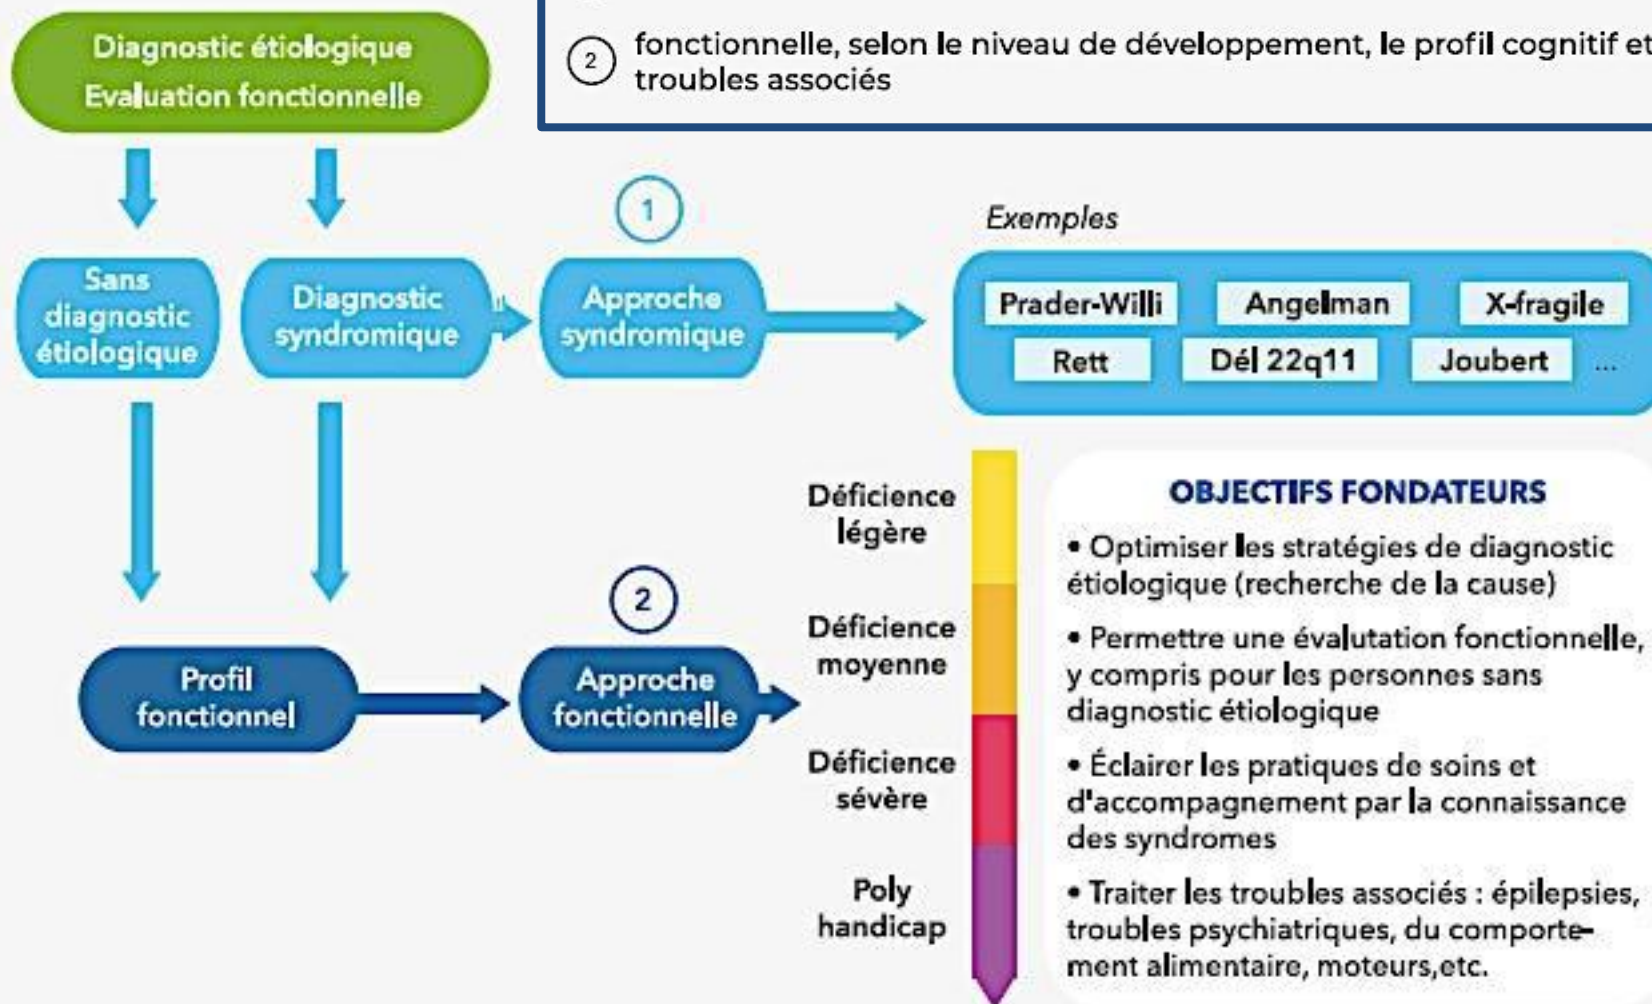 Diagnostic étiologique
Evaluation fonctionnelle
2
fonctionnelle, selon le niveau de développement, le profil cognitif et
troubles associés
1
Exemples
Sans
diagnostic
étiologique
Diagnostic
syndromique
Approche
syndromique
Prader-Willi
Angelman
X-fragile
Rett
Dél 22q11
Joubert
...
Déficience
légère
Déficience
moyenne
Déficience
sévère
Poly
handicap
2
Profil
fonctionnel
Approche
fonctionnelle
OBJECTIFS FONDATEURS
• Optimiser les stratégies de diagnostic
étiologique (recherche de la cause)
• Permettre une évalutation fonctionnelle,
y compris pour les personnes sans
diagnostic étiologique
• Éclairer les pratiques de soins et
d'accompagnement par la connaissance
des syndromes
• Traiter les troubles associés : épilepsies,
troubles psychiatriques, du comporte-
ment alimentaire, moteurs,etc.